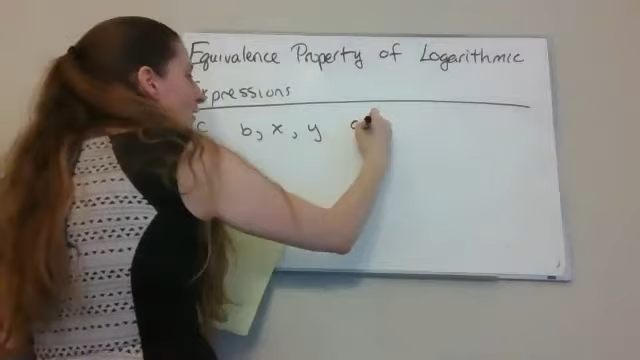 Equivalence Property of Logarithmic
Expressions
b, x, y